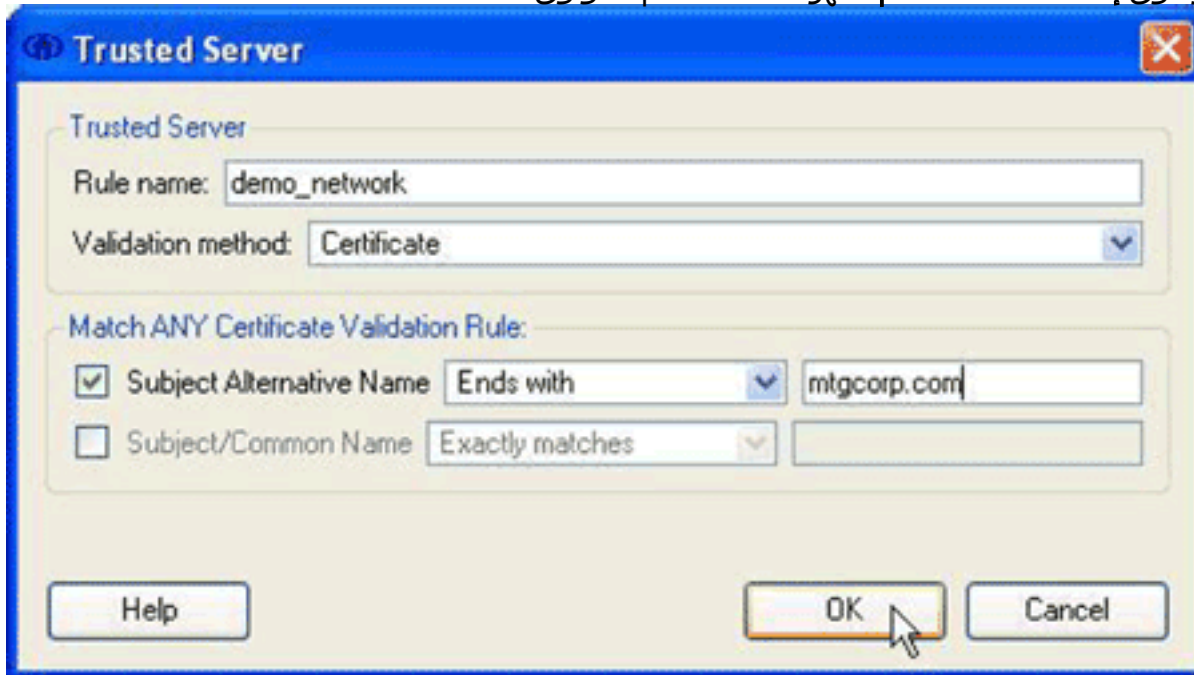 Trusted Server
Trusted Server
Rule name: demo_network
Validation method: Certificate
Match ANY Certificate Validation Rule:
Subject Alternative Name Ends with mtgcorp.com
Subject/Common Name Exactly matches
Help OK Cancel